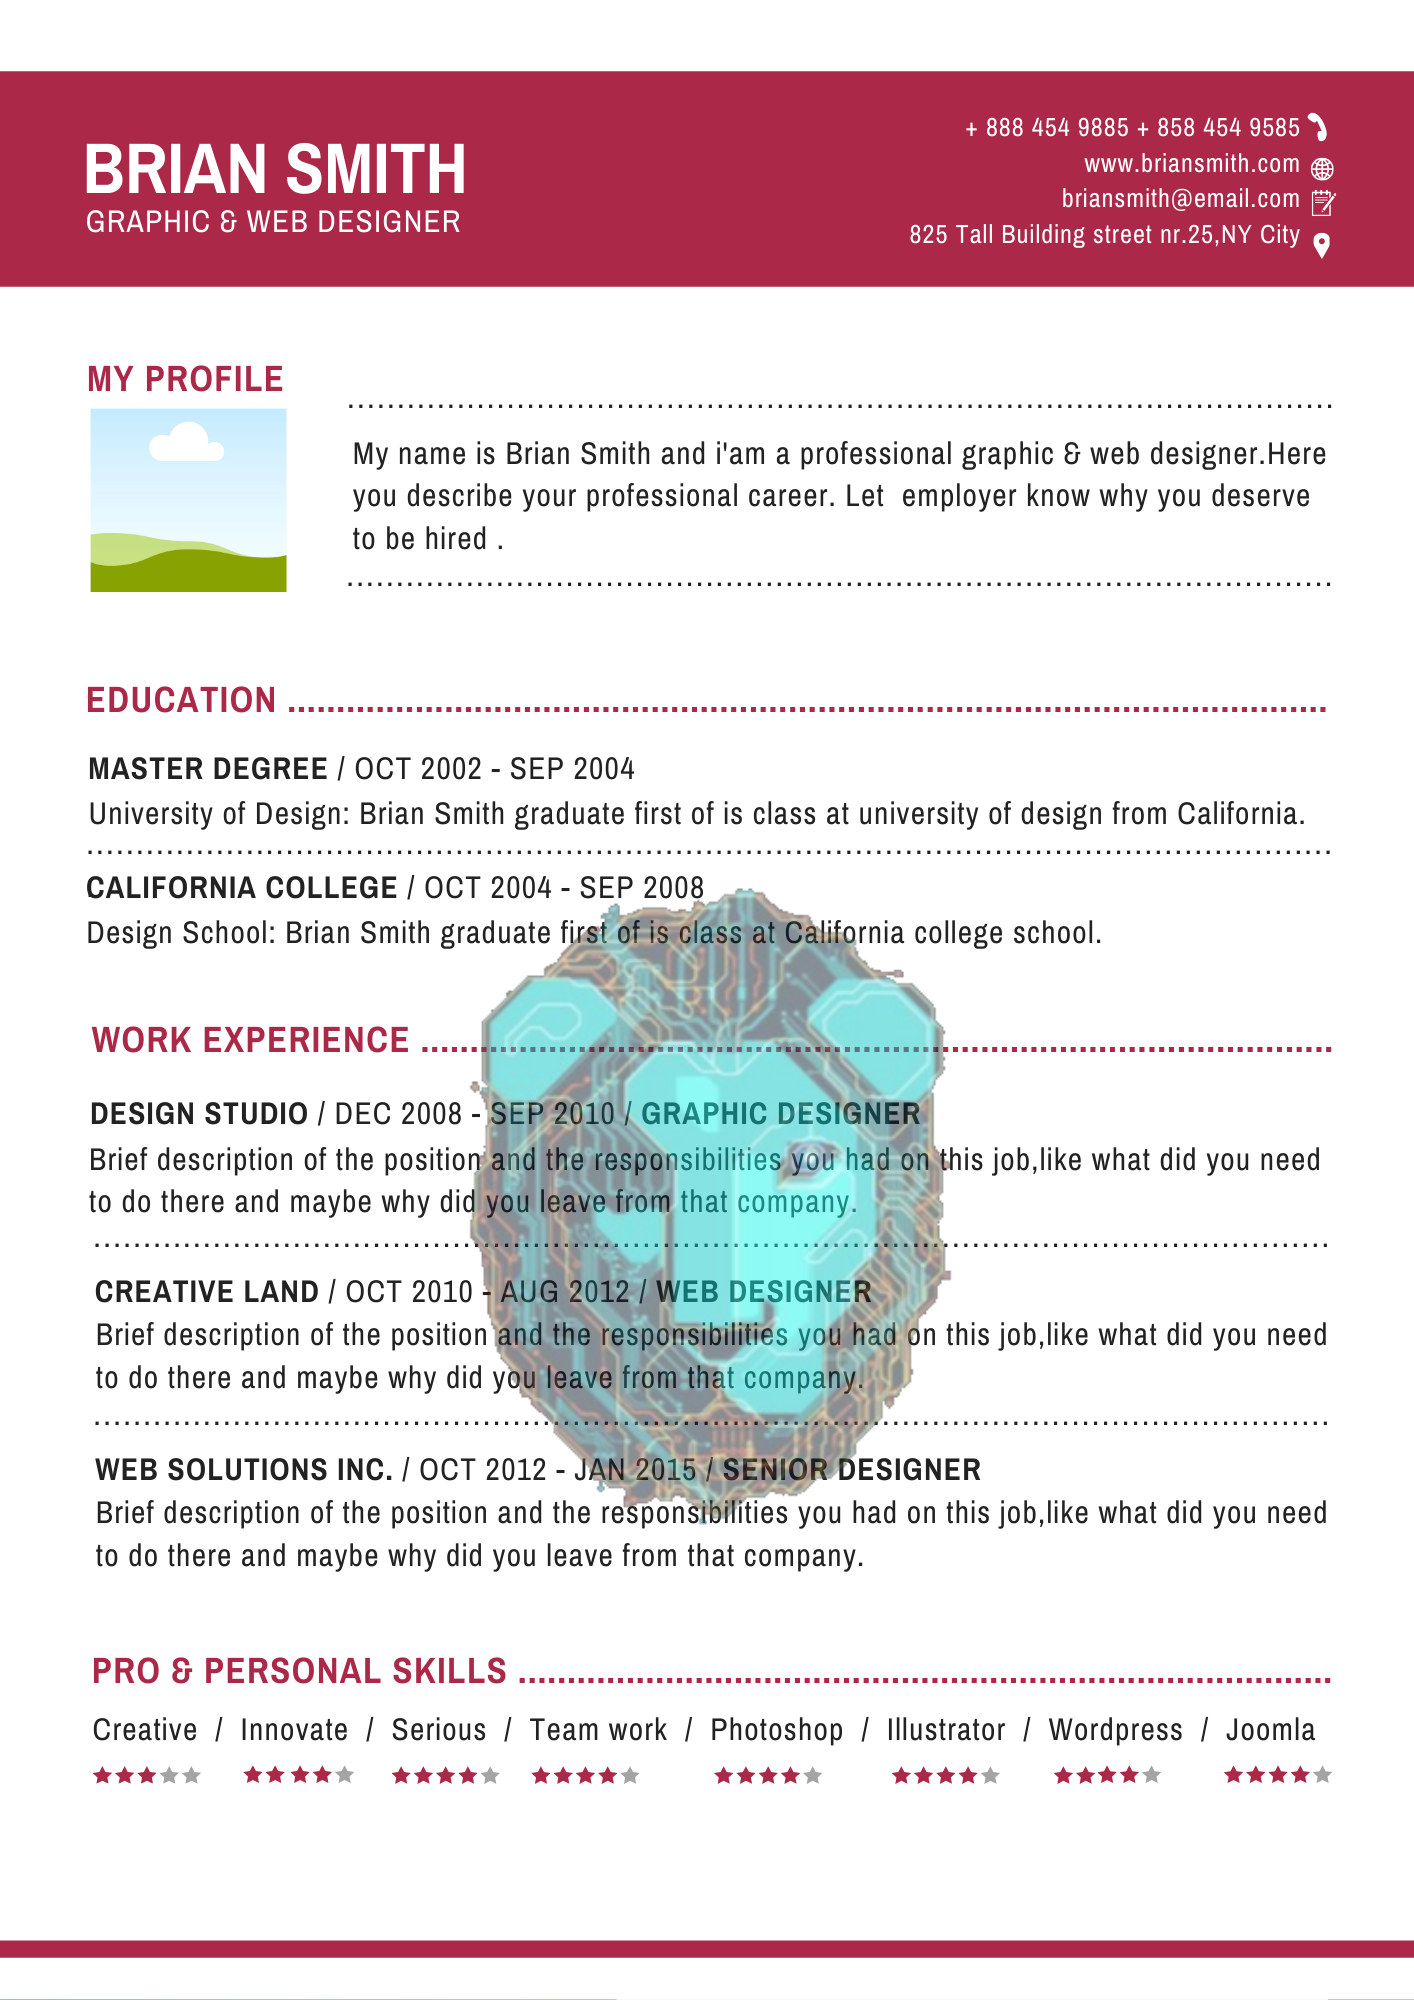 BRIAN SMITH
GRAPHIC & WEB DESIGNER
+ 888 454 9885 + 858 454 9585
www.briansmith.com
briansmith@email.com
825 Tall Building street nr.25,NY City
MY PROFILE
My name is Brian Smith and i'am a professional graphic & web designer.Here
you describe your professional career. Let  employer know why you deserve
to be hired .
EDUCATION
MASTER DEGREE / OCT 2002 - SEP 2004
University of Design: Brian Smith graduate first of is class at university of design from California.
CALIFORNIA COLLEGE / OCT 2004 - SEP 2008
Design School: Brian Smith graduate first of is class at California college school.
WORK EXPERIENCE
DESIGN STUDIO / DEC 2008 - SEP 2010 / GRAPHIC DESIGNER
Brief description of the position and the responsibilities you had on this job,like what did you need
to do there and maybe why did you leave from that company.
CREATIVE LAND / OCT 2010 - AUG 2012 / WEB DESIGNER
Brief description of the position and the responsibilities you had on this job,like what did you need
to do there and maybe why did you leave from that company.
WEB SOLUTIONS INC. / OCT 2012 - JAN 2015 / SENIOR DESIGNER
Brief description of the position and the responsibilities you had on this job,like what did you need
to do there and maybe why did you leave from that company.
PRO & PERSONAL SKILLS
Creative / Innovate / Serious / Team work / Photoshop / Illustrator / Wordpress / Joomla